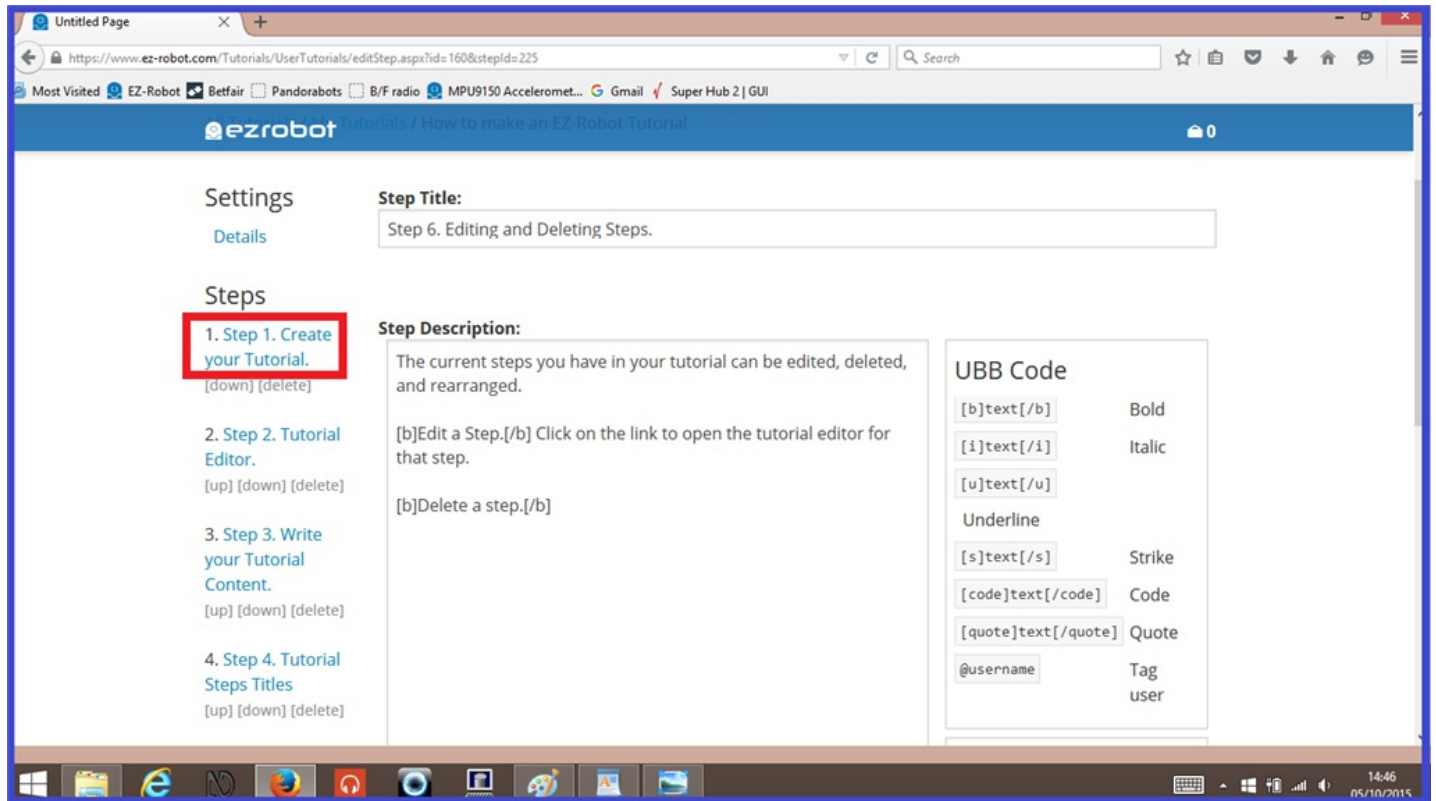 Untitled Page
https://www.ez-robot.com/Tutorials/UserTutorials/editStep.aspx?id=160&stepId=225
Search
Most Visited EZ-Robot Betfair Pandorabots B/F radio MPU9150 Acceleromet... Gmail Super Hub 2 | GUI
Tutorials / How to make an EZ-Robot Tutorial
ezrobot
0
Settings
Details
Steps
1. Step 1. Create
your Tutorial.
[down] [delete]
2. Step 2. Tutorial
Editor.
[up] [down] [delete]
3. Step 3. Write
your Tutorial
Content.
[up] [down] [delete]
4. Step 4. Tutorial
Steps Titles
[up] [down] [delete]
Step Title:
Step 6. Editing and Deleting Steps.
Step Description:
The current steps you have in your tutorial can be edited, deleted,
and rearranged.
[b]Edit a Step.[/b] Click on the link to open the tutorial editor for
that step.
[b]Delete a step.[/b]
UBB Code
[b]text[/b] Bold
[i]text[/i] Italic
[u]text[/u]
Underline
[s]text[/s] Strike
[code]text[/code] Code
[quote]text[/quote] Quote
@username Tag
user
14:46
05/10/2015